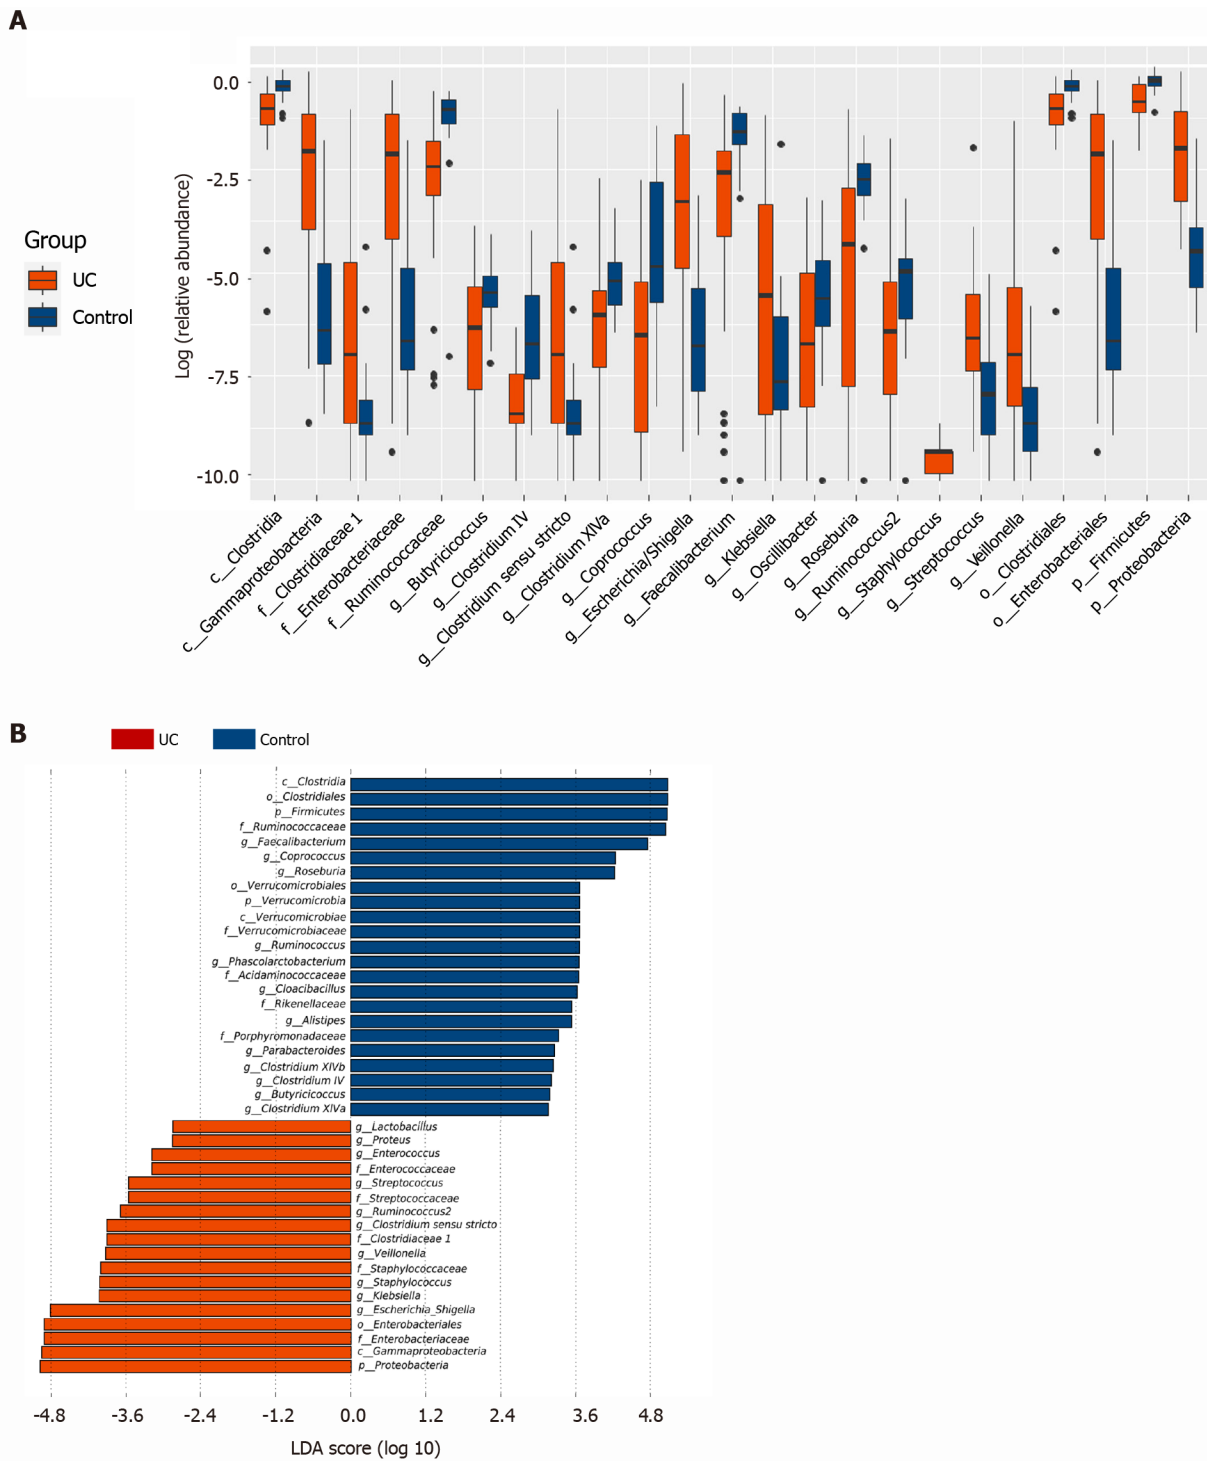 A
Group
UC
Control
Log (relative abundance)
0.0
-2.5
-5.0
-7.5
-10.0
c__Clostridia
c__Gammaproteobacteria
f__Clostridiaceae 1
f__Enterobacteriaceae
f__Ruminococcaceae
g__Butyricicoccus
g__Clostridium IV
g__Clostridium sensu stricto
g__Clostridium XIVa
g__Coprococcus
g__Escherichia/Shigella
g__Faecalibacterium
g__Klebsiella
g__Oscillibacter
g__Roseburia
g__Ruminococcus2
g__Staphylococcus
g__Streptococcus
g__Veillonella
o__Clostridiales
o__Enterobacteriales
p__Firmicutes
p__Proteobacteria
B
UC Control
c__Clostridia
o__Clostridiales
p__Firmicutes
f__Ruminococcaceae
g__Faecalibacterium
g__Coprococcus
g__Roseburia
o__Verrucomicrobiales
p__Verrucomicrobia
c__Verrucomicrobiae
f__Verrucomicrobiaceae
g__Ruminococcus
g__Phascolarctobacterium
f__Acidaminococcaceae
g__Cloacibacillus
f__Rikenellaceae
g__Alistipes
f__Porphyromonadaceae
g__Parabacteroides
g__Clostridium XIVb
g__Clostridium IV
g__Butyricicoccus
g__Clostridium XIVa
g__Lactobacillus
g__Proteus
g__Enterococcus
f__Enterococcaceae
g__Streptococcus
f__Streptococcaceae
g__Ruminococcus2
g__Clostridium sensu stricto
f__Clostridiaceae 1
g__Veillonella
f__Staphylococcaceae
g__Staphylococcus
g__Klebsiella
g__Escherichia_Shigella
o__Enterobacteriales
f__Enterobacteriaceae
c__Gammaproteobacteria
p__Proteobacteria
-4.8 -3.6 -2.4 -1.2 0.0 1.2 2.4 3.6 4.8
LDA score (log 10)